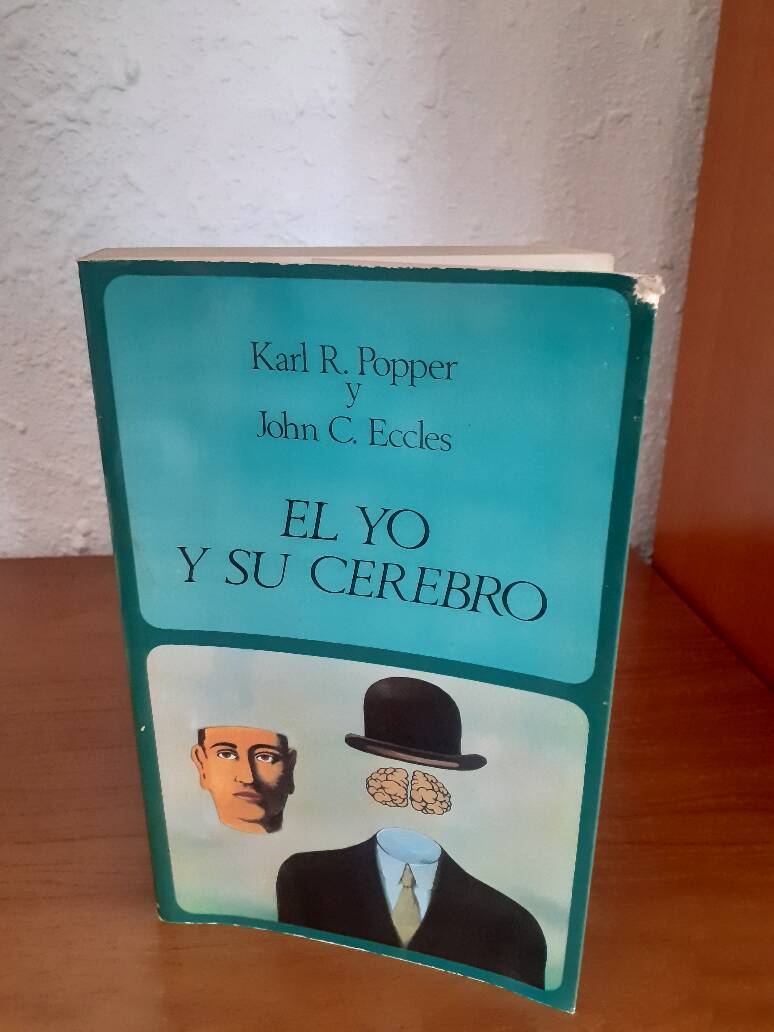 Karl R. Popper
y
John C. Eccles
EL YO
Y SU CEREBRO